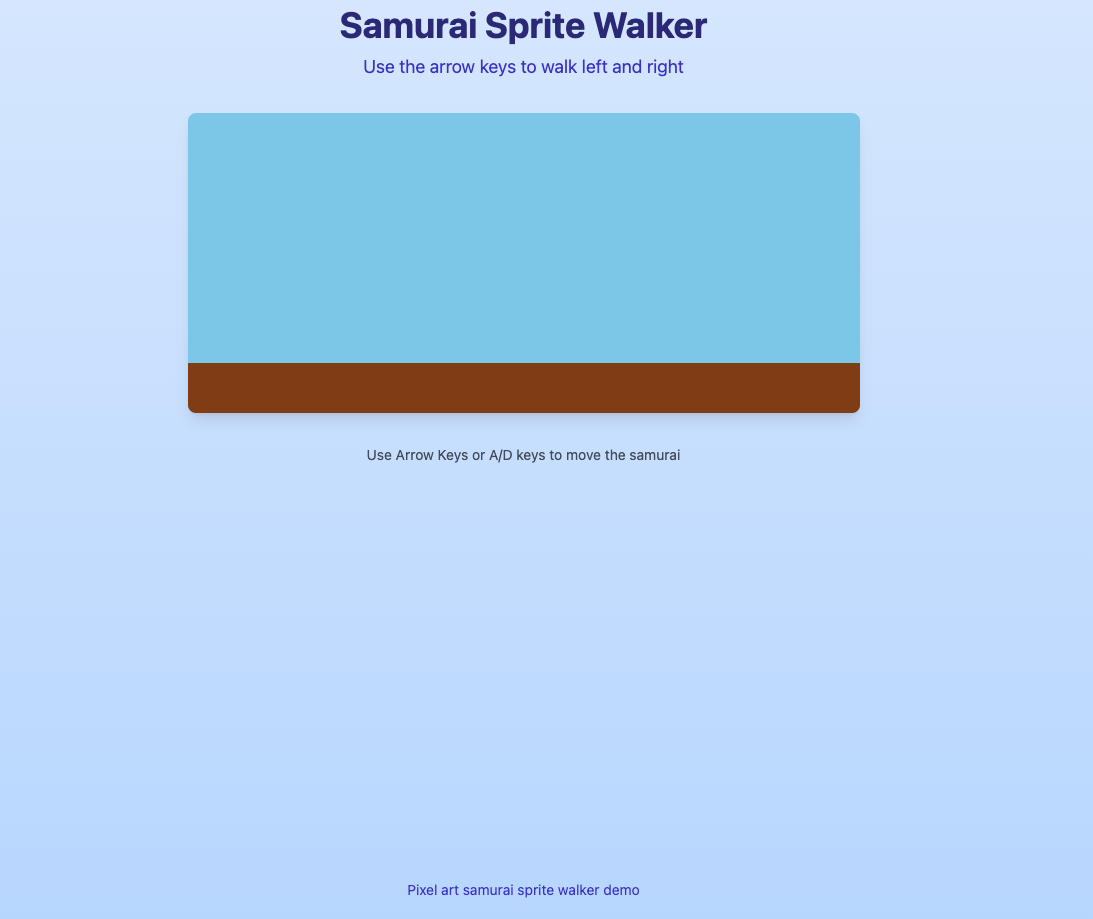 Samurai Sprite Walker
Use the arrow keys to walk left and right
Use Arrow Keys or A/D keys to move the samurai
Pixel art samurai sprite walker demo